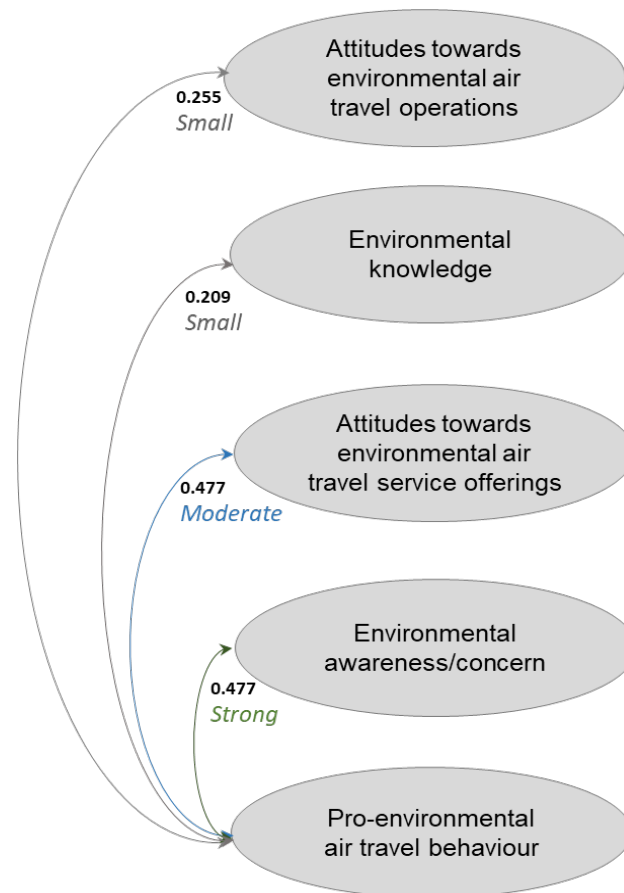 Attitudes towards
environmental air
travel operations
0.255
Small
Environmental
knowledge
0.209
Small
Attitudes towards
environmental air
travel service offerings
0.477
Moderate
Environmental
awareness/concern
0.477
Strong
Pro-environmental
air travel behaviour